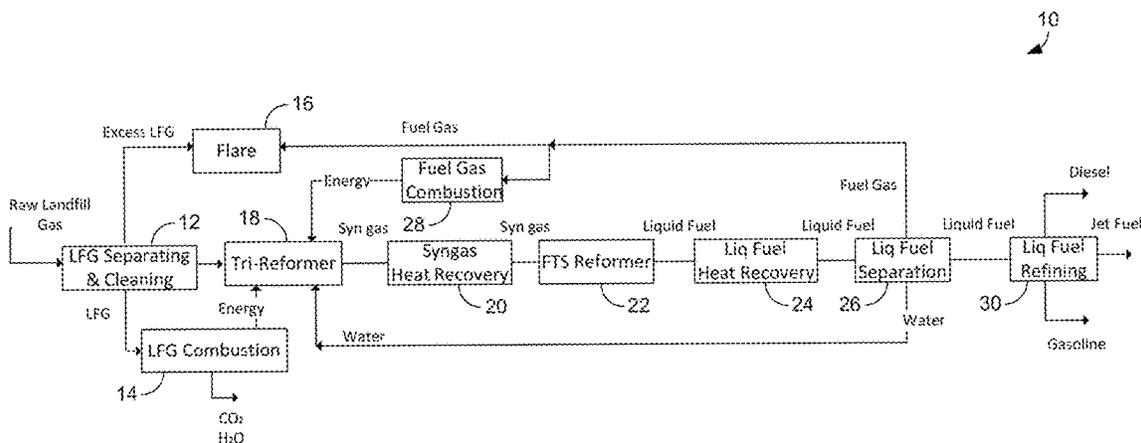 10
16
Excess LFG
Flare
Fuel Gas
Fuel Gas
Combustion
Energy
28
Fuel Gas
Diesel
Raw Landfill
Gas
12
LFG Separating
& Cleaning
18
Tri-Reformer
Syn gas
Syngas
Heat Recovery
20
Syn gas
FTS Reformer
22
Liquid Fuel
Liq Fuel
Heat Recovery
24
Liquid Fuel
Liq Fuel
Separation
26
Liquid Fuel
Liq Fuel
Refining
30
Jet Fuel
LFG
Energy
Water
Water
LFG Combustion
14
Gasoline
CO₂
H₂O